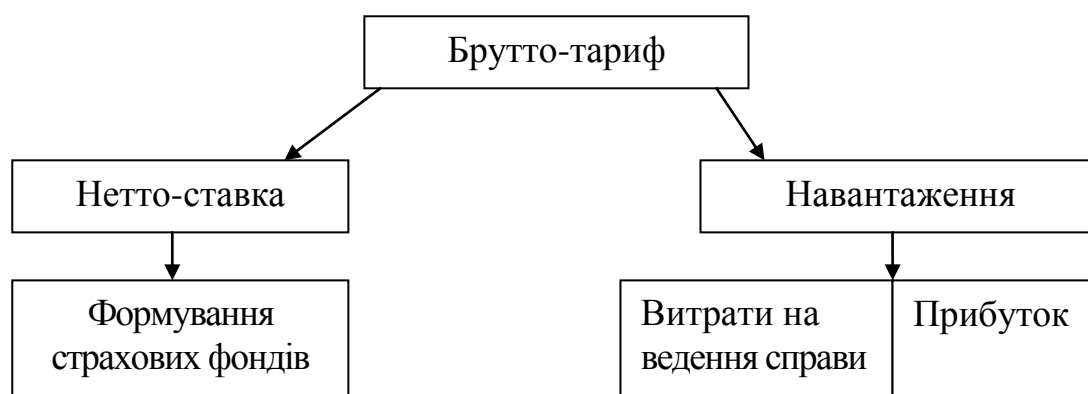 Брутто-тариф
Нетто-ставка
Навантаження
Формування
страхових фондів
Витрати на
ведення справи
Прибуток